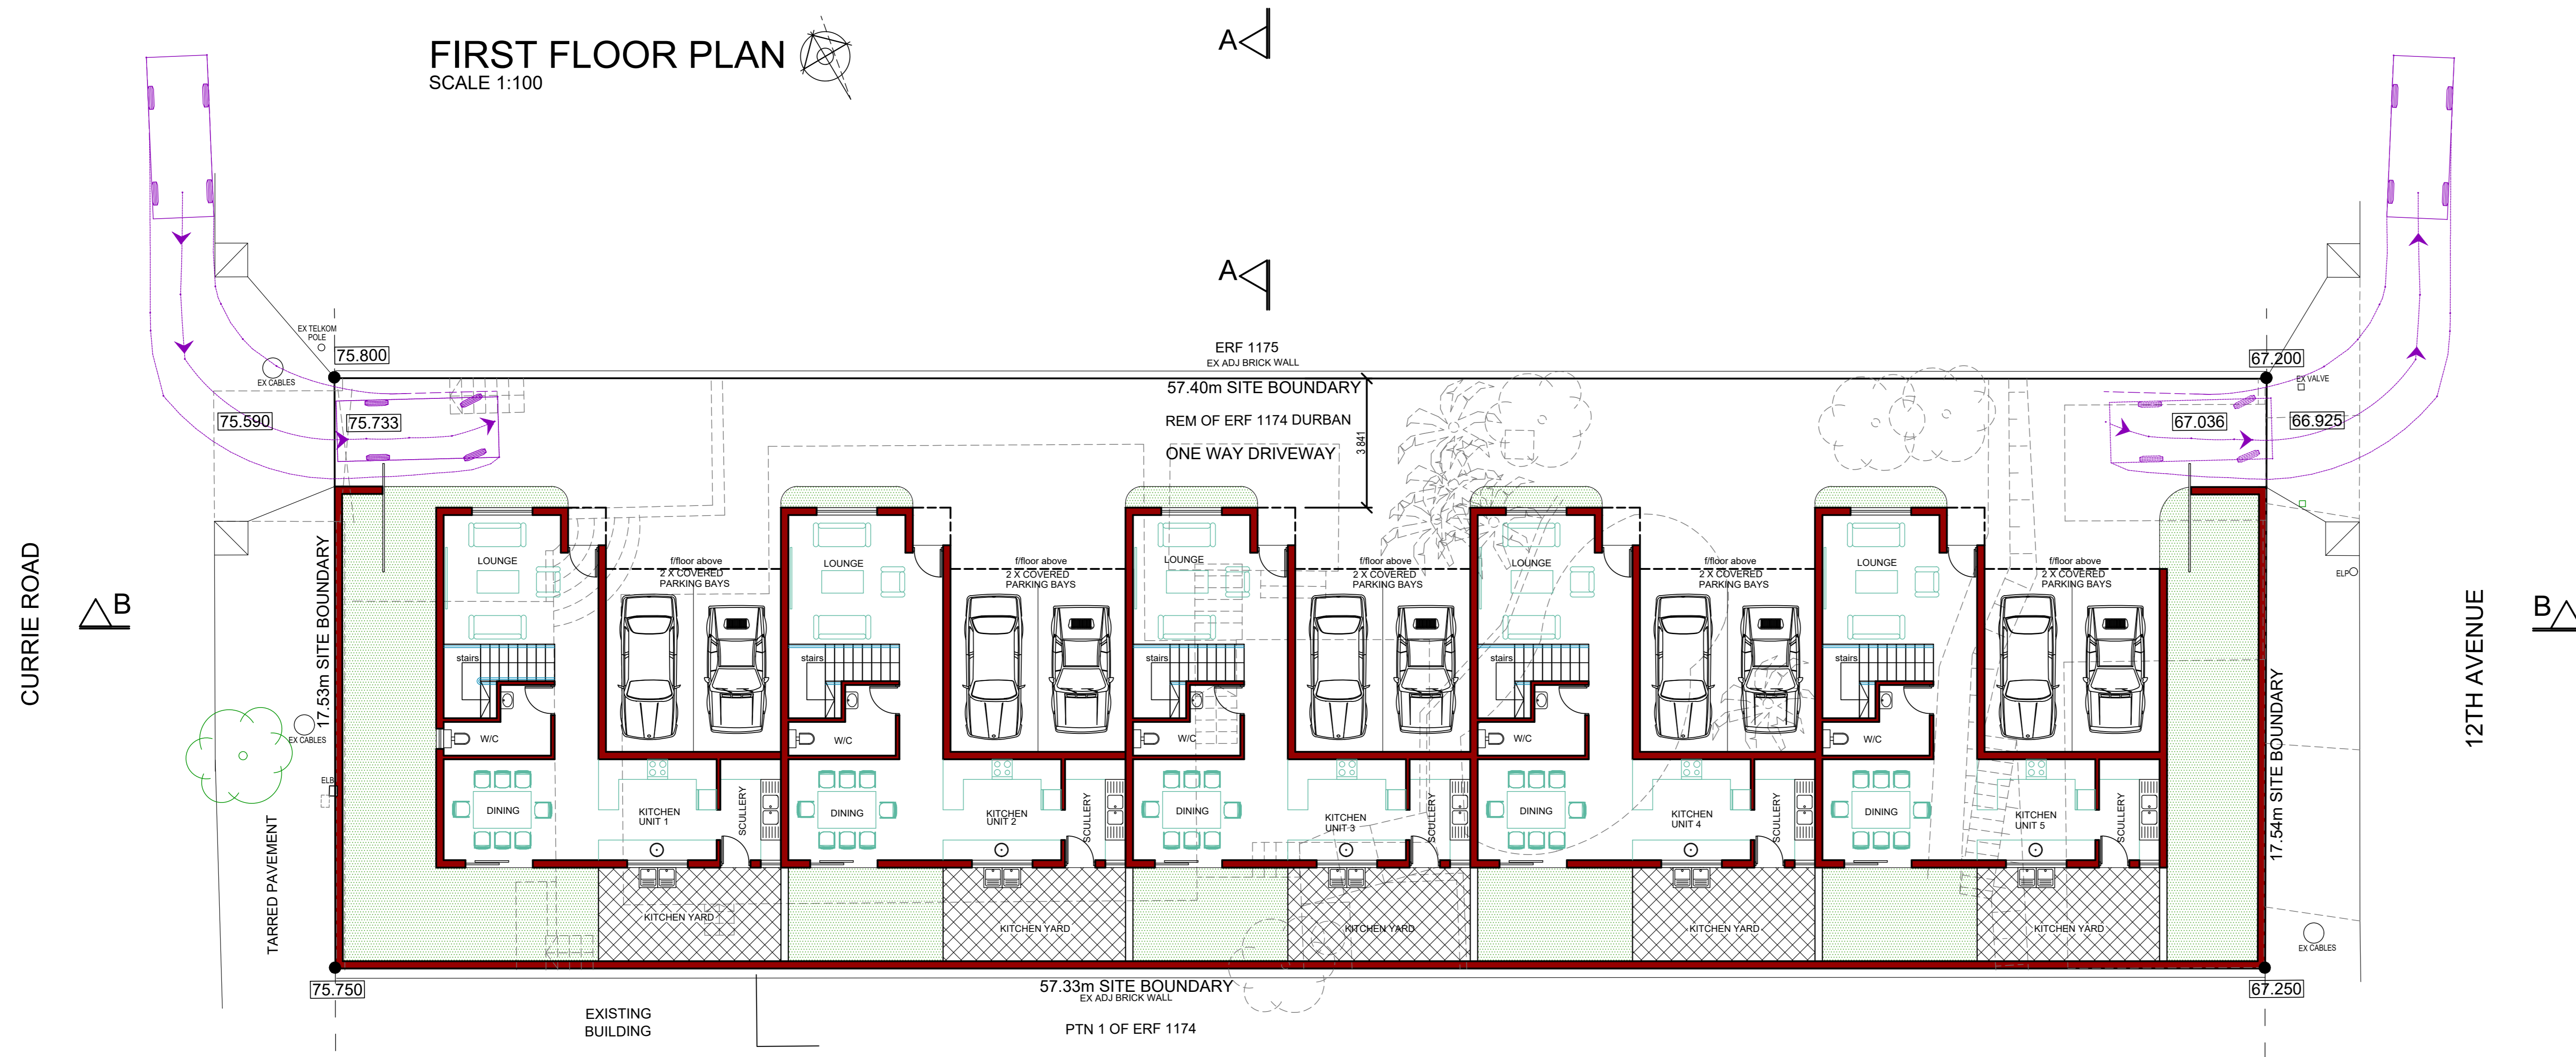 FIRST FLOOR PLAN
SCALE 1:100
A
A
EX TELKOM
POLE
75.800
EX CABLES
75.590
75.733
ERF 1175
EX ADJ BRICK WALL
57.40m SITE BOUNDARY
REM OF ERF 1174 DURBAN
ONE WAY DRIVEWAY
3 841
67.200
EX VALVE
67.036
66.925
CURRIE ROAD
B
17.53m SITE BOUNDARY
LOUNGE
f/floor above
2 X COVERED
PARKING BAYS
LOUNGE
f/floor above
2 X COVERED
PARKING BAYS
LOUNGE
f/floor above
2 X COVERED
PARKING BAYS
LOUNGE
f/floor above
2 X COVERED
PARKING BAYS
LOUNGE
f/floor above
2 X COVERED
PARKING BAYS
ELP
12TH AVENUE
B
17.54m SITE BOUNDARY
stairs
stairs
stairs
stairs
stairs
W/C
W/C
W/C
W/C
W/C
EX CABLES
ELB
TARRED PAVEMENT
DINING
KITCHEN
UNIT 1
SCULLERY
DINING
KITCHEN
UNIT 2
SCULLERY
DINING
KITCHEN
UNIT 3
SCULLERY
DINING
KITCHEN
UNIT 4
SCULLERY
DINING
KITCHEN
UNIT 5
SCULLERY
KITCHEN YARD
KITCHEN YARD
KITCHEN YARD
KITCHEN YARD
KITCHEN YARD
EX CABLES
75.750
57.33m SITE BOUNDARY
EX ADJ BRICK WALL
67.250
EXISTING
BUILDING
PTN 1 OF ERF 1174